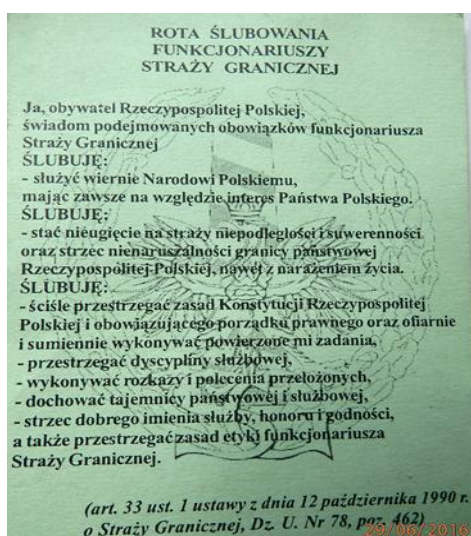 ROTA ŚLUBOWANIA
FUNKCJONARIUSZY
STRAŻY GRANICZNEJ
Ja, obywatel Rzeczypospolitej Polskiej,
świadom podejmowanych obowiązków funkcjonariusza
Straży Granicznej
ŚLUBUJĘ:
- służyć wiernie Narodowi Polskiemu,
mając zawsze na względzie interes Państwa Polskiego.
ŚLUBUJĘ:
- stać nieugięcie na straży niepodległości i suwerenności
oraz strzec nienaruszalności granicy państwowej
Rzeczypospolitej Polskiej, nawet z narażeniem życia.
ŚLUBUJĘ:
- ściśle przestrzegać zasad Konstytucji Rzeczypospolitej
Polskiej i obowiązującego porządku prawnego oraz ofiarnie
i sumiennie wykonywać powierzone mi zadania,
- przestrzegać dyscypliny służbowej,
- wykonywać rozkazy i polecenia przełożonych,
- dochować tajemnicy państwowej i służbowej,
- strzec dobrego imienia służby, honoru i godności,
a także przestrzegać zasad etyki funkcjonariusza
Straży Granicznej.
(art. 33 ust. 1 ustawy z dnia 12 października 1990 r.
o Straży Granicznej, Dz. U. Nr 78, poz. 462)
29/06/2016